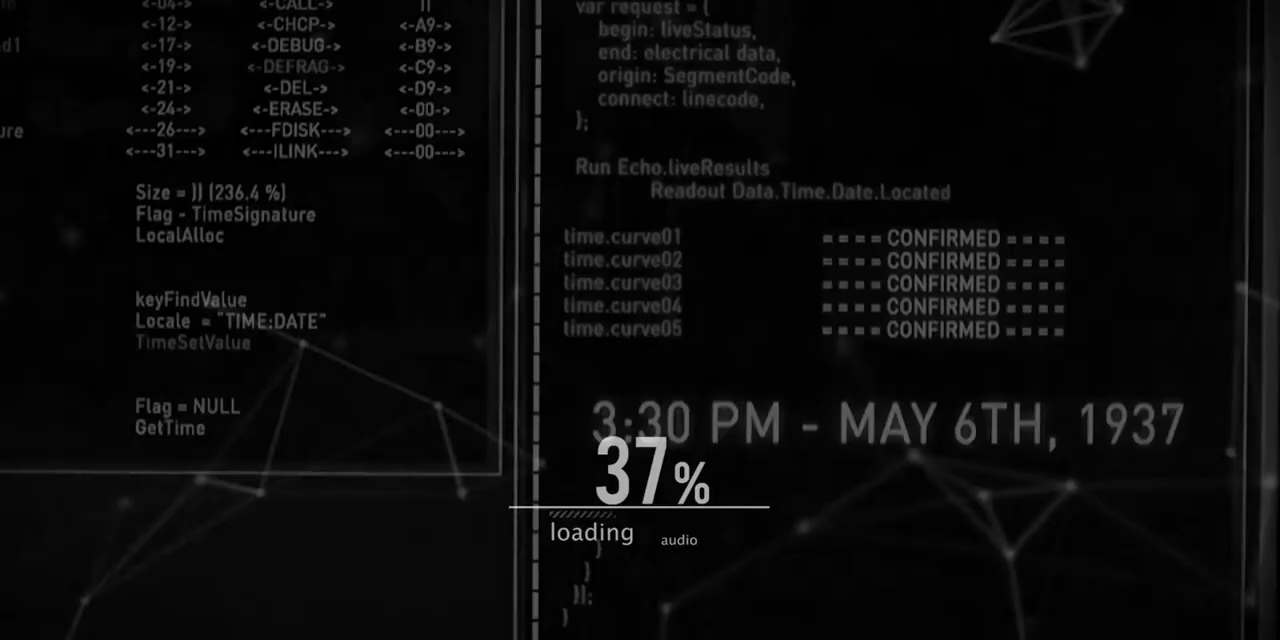 <-04->
<-CALL->
<-12->
<-CHCP->
<-A9->
<-17->
<-DEBUG->
<-B9->
<-19->
<-DEFRAG->
<-C9->
<-21->
<-DEL->
<-D9->
<-24->
<-ERASE->
<-00->
<---26--->
<---FDISK--->
<---00--->
<---31--->
<---ILINK--->
<---00--->
Size = )) (236.4 %)
Flag - TimeSignature
LocalAlloc
keyFindValue
Locale = "TIME:DATE"
TimeSetValue
Flag = NULL
GetTime
var request = {
begin: liveStatus,
end: electrical data,
origin: SegmentCode,
connect: linecode,
};
Run Echo.liveResults
Readout Data.Time.Date.Located
time.curve01 = = = = CONFIRMED = = = =
time.curve02 = = = = CONFIRMED = = = =
time.curve03 = = = = CONFIRMED = = = =
time.curve04 = = = = CONFIRMED = = = =
time.curve05 = = = = CONFIRMED = = = =
3:30 PM - MAY 6TH, 1937
37%
loading audio
}
}
}];
}